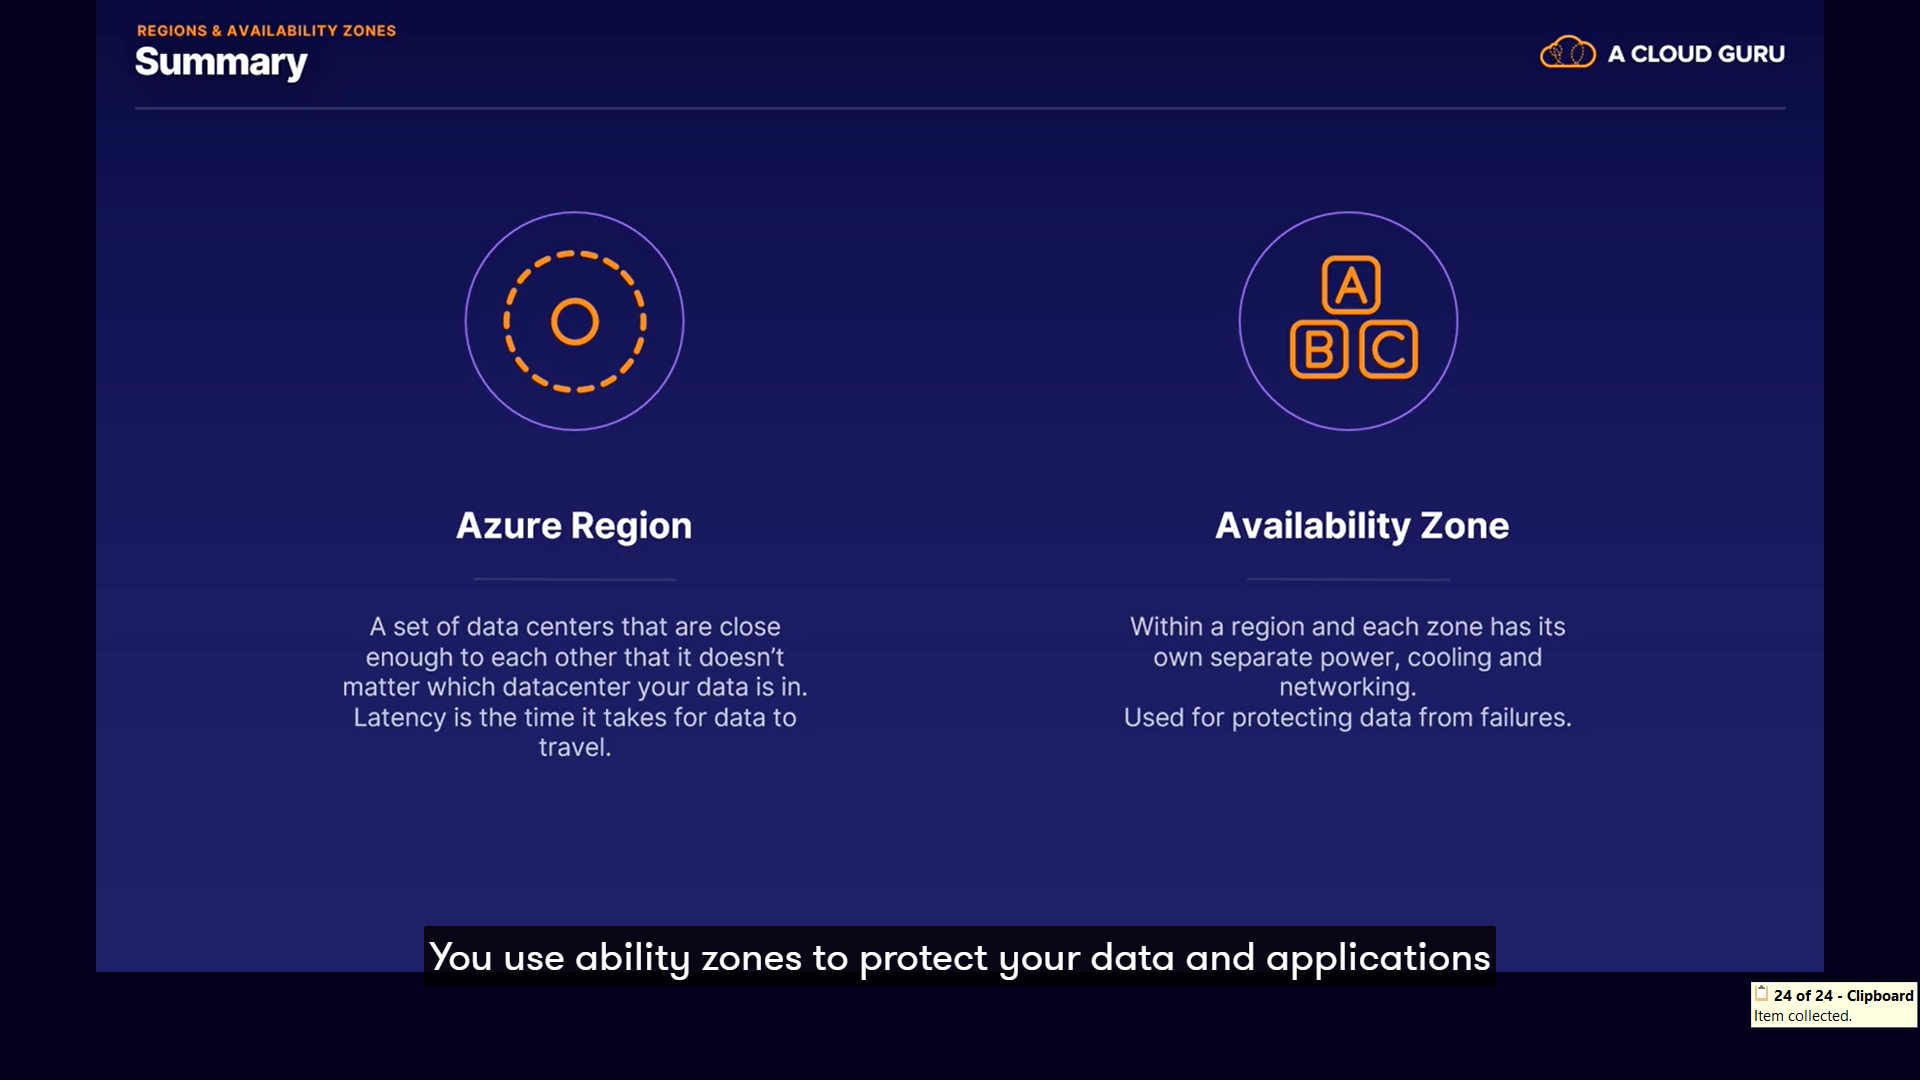 REGIONS & AVAILABILITY ZONES
Summary
A CLOUD GURU
A
B C
Azure Region
A set of data centers that are close
enough to each other that it doesn’t
matter which datacenter your data is in.
Latency is the time it takes for data to
travel.
Availability Zone
Within a region and each zone has its
own separate power, cooling and
networking.
Used for protecting data from failures.
You use ability zones to protect your data and applications
24 of 24 - Clipboard
Item collected.